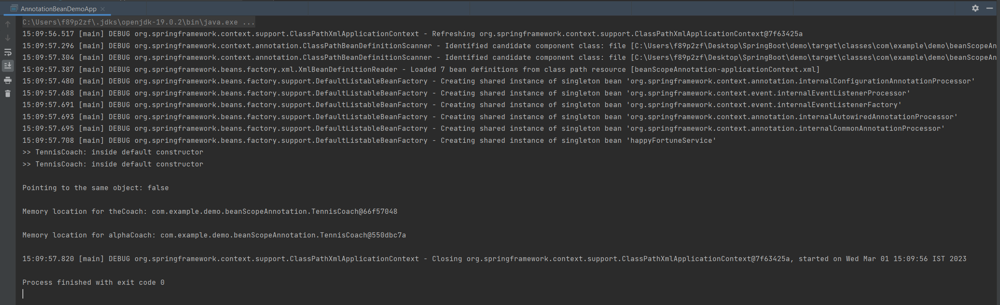 AnnotationBeanDemoApp
C:\Users\f89p2zf\.jdks\openjdk-19.0.2\bin\java.exe ...
15:09:56.517 [main] DEBUG org.springframework.context.support.ClassPathXmlApplicationContext - Refreshing org.springframework.context.support.ClassPathXmlApplicationContext@7f63425a
15:09:57.296 [main] DEBUG org.springframework.context.annotation.ClassPathBeanDefinitionScanner - Identified candidate component class: file [C:\Users\f89p2zf\Desktop\SpringBoot\demo\target\classes\com\example\demo\beanScopeAn
15:09:57.304 [main] DEBUG org.springframework.context.annotation.ClassPathBeanDefinitionScanner - Identified candidate component class: file [C:\Users\f89p2zf\Desktop\SpringBoot\demo\target\classes\com\example\demo\beanScopeAn
15:09:57.387 [main] DEBUG org.springframework.beans.factory.xml.XmlBeanDefinitionReader - Loaded 7 bean definitions from class path resource [beanScopeAnnotation-applicationContext.xml]
15:09:57.480 [main] DEBUG org.springframework.beans.factory.support.DefaultListableBeanFactory - Creating shared instance of singleton bean 'org.springframework.context.annotation.internalConfigurationAnnotationProcessor'
15:09:57.688 [main] DEBUG org.springframework.beans.factory.support.DefaultListableBeanFactory - Creating shared instance of singleton bean 'org.springframework.context.event.internalEventListenerProcessor'
15:09:57.691 [main] DEBUG org.springframework.beans.factory.support.DefaultListableBeanFactory - Creating shared instance of singleton bean 'org.springframework.context.event.internalEventListenerFactory'
15:09:57.693 [main] DEBUG org.springframework.beans.factory.support.DefaultListableBeanFactory - Creating shared instance of singleton bean 'org.springframework.context.annotation.internalAutowiredAnnotationProcessor'
15:09:57.695 [main] DEBUG org.springframework.beans.factory.support.DefaultListableBeanFactory - Creating shared instance of singleton bean 'org.springframework.context.annotation.internalCommonAnnotationProcessor'
15:09:57.708 [main] DEBUG org.springframework.beans.factory.support.DefaultListableBeanFactory - Creating shared instance of singleton bean 'happyFortuneService'
>> TennisCoach: inside default constructor
>> TennisCoach: inside default constructor
Pointing to the same object: false
Memory location for theCoach: com.example.demo.beanScopeAnnotation.TennisCoach@66f57048
Memory location for alphaCoach: com.example.demo.beanScopeAnnotation.TennisCoach@550dbc7a
15:09:57.820 [main] DEBUG org.springframework.context.support.ClassPathXmlApplicationContext - Closing org.springframework.context.support.ClassPathXmlApplicationContext@7f63425a, started on Wed Mar 01 15:09:56 IST 2023
Process finished with exit code 0